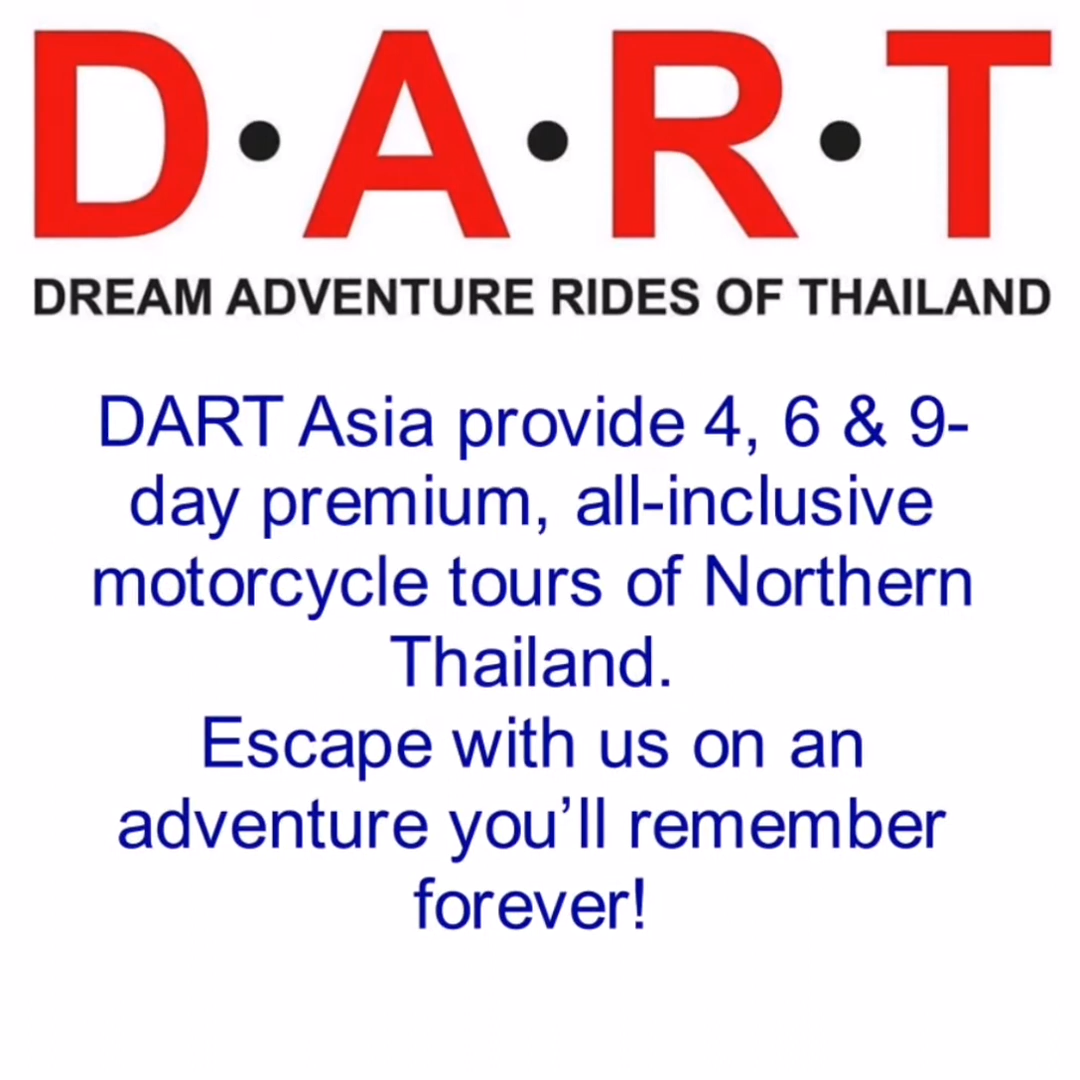 D·A·R·T
DREAM ADVENTURE RIDES OF THAILAND
DART Asia provide 4, 6 & 9-
day premium, all-inclusive
motorcycle tours of Northern
Thailand.
Escape with us on an
adventure you’ll remember
forever!